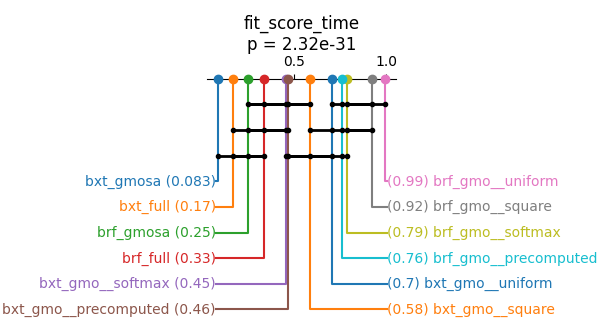 fit_score_time
p = 2.32e-31
0.5 1.0
bxt_gmosa (0.083)
bxt_full (0.17)
brf_gmosa (0.25)
brf_full (0.33)
bxt_gmo__softmax (0.45)
bxt_gmo__precomputed (0.46)
(0.99) brf_gmo__uniform
(0.92) brf_gmo__square
(0.79) brf_gmo__softmax
(0.76) brf_gmo__precomputed
(0.7) bxt_gmo__uniform
(0.58) bxt_gmo__square